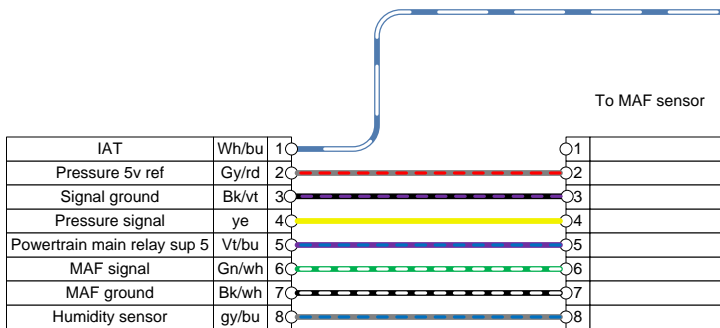 To MAF sensor
IAT Wh/bu 1 1
Pressure 5v ref Gy/rd 2 2
Signal ground Bk/vt 3 3
Pressure signal ye 4 4
Powertrain main relay sup 5 Vt/bu 5 5
MAF signal Gn/wh 6 6
MAF ground Bk/wh 7 7
Humidity sensor gy/bu 8 8